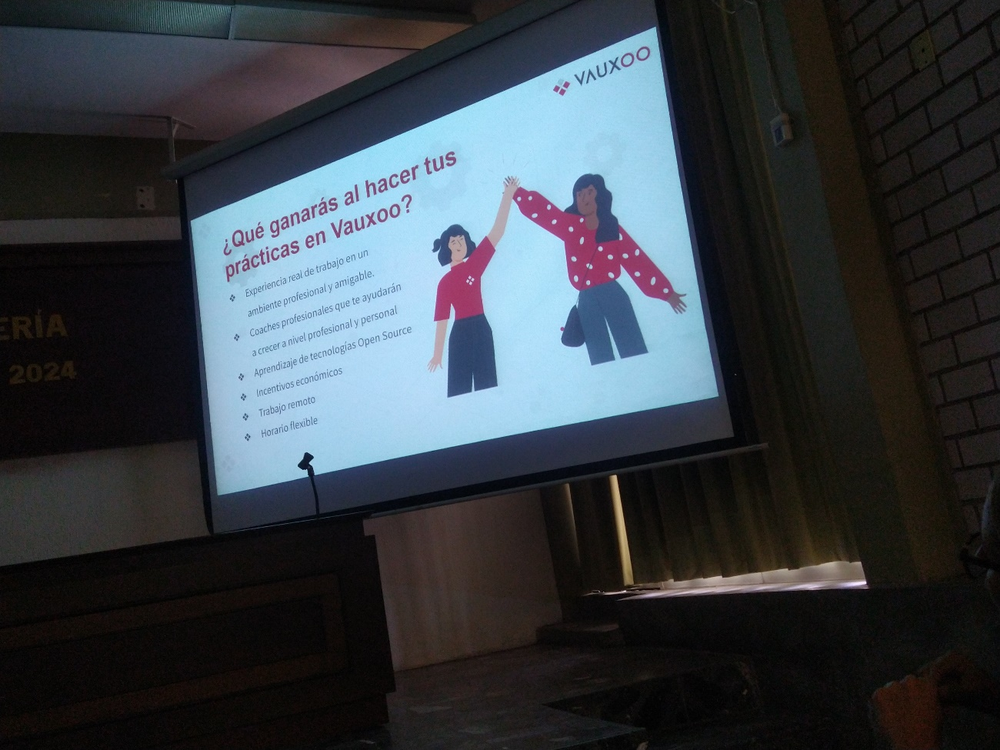 VAUXOO
¿Qué ganarás al hacer tus
prácticas en Vauxoo?
Experiencia real de trabajo en un
ambiente profesional y amigable.
Coaches profesionales que te ayudarán
a crecer a nivel profesional y personal
Aprendizaje de tecnologías Open Source
Incentivos económicos
Trabajo remoto
Horario flexible
ERÍA
2024